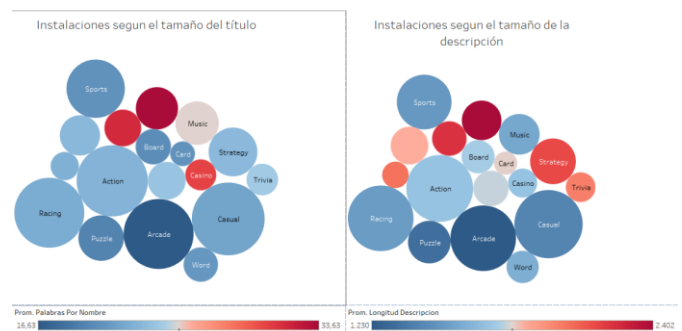 Instalaciones segun el tamaño del título
Sports
Music
Board
Card
Strategy
Casino
Trivia
Action
Racing
Casual
Arcade
Puzzle
Word
Prom. Palabras Por Nombre
16,63
33,63
Instalaciones segun el tamaño de la
descripción
Sports
Music
Board
Card
Strategy
Casino
Trivia
Action
Racing
Casual
Arcade
Puzzle
Word
Prom. Longitud Descripcion
1.230
2.402